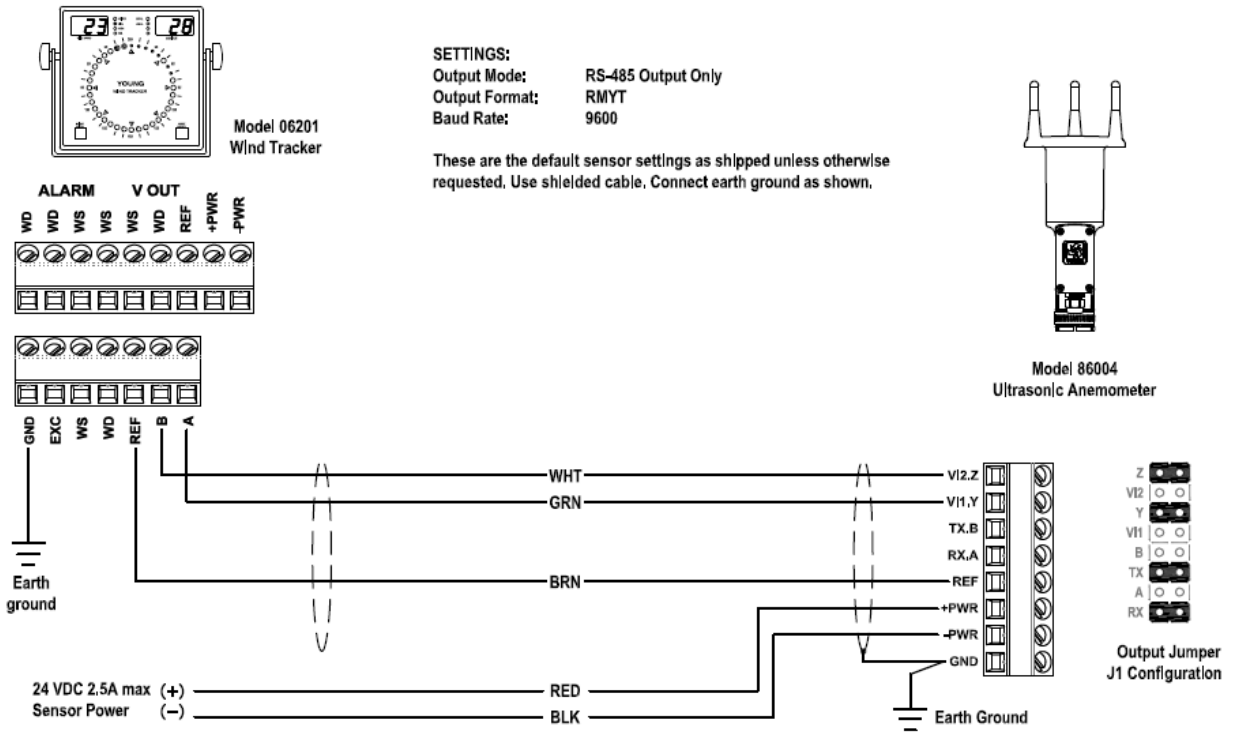 23
28
YOUNG
WIND TRACKER
Model 06201
Wind Tracker
SETTINGS:
Output Mode: RS-485 Output Only
Output Format: RMYT
Baud Rate: 9600
These are the default sensor settings as shipped unless otherwise
requested. Use shielded cable. Connect earth ground as shown.
ALARM V OUT
WD WD WS WS WS WD REF +PWR -PWR
GND EXC WS WD REF B A
Model 86004
Ultrasonic Anemometer
WHT
GRN
BRN
RED
BLK
VI2,Z
VI1,Y
TX,B
RX,A
REF
+PWR
-PWR
GND
Z
VI2
Y
VI1
B
TX
A
RX
Output Jumper
J1 Configuration
Earth
ground
24 VDC 2.5A max (+)
Sensor Power (−)
Earth Ground